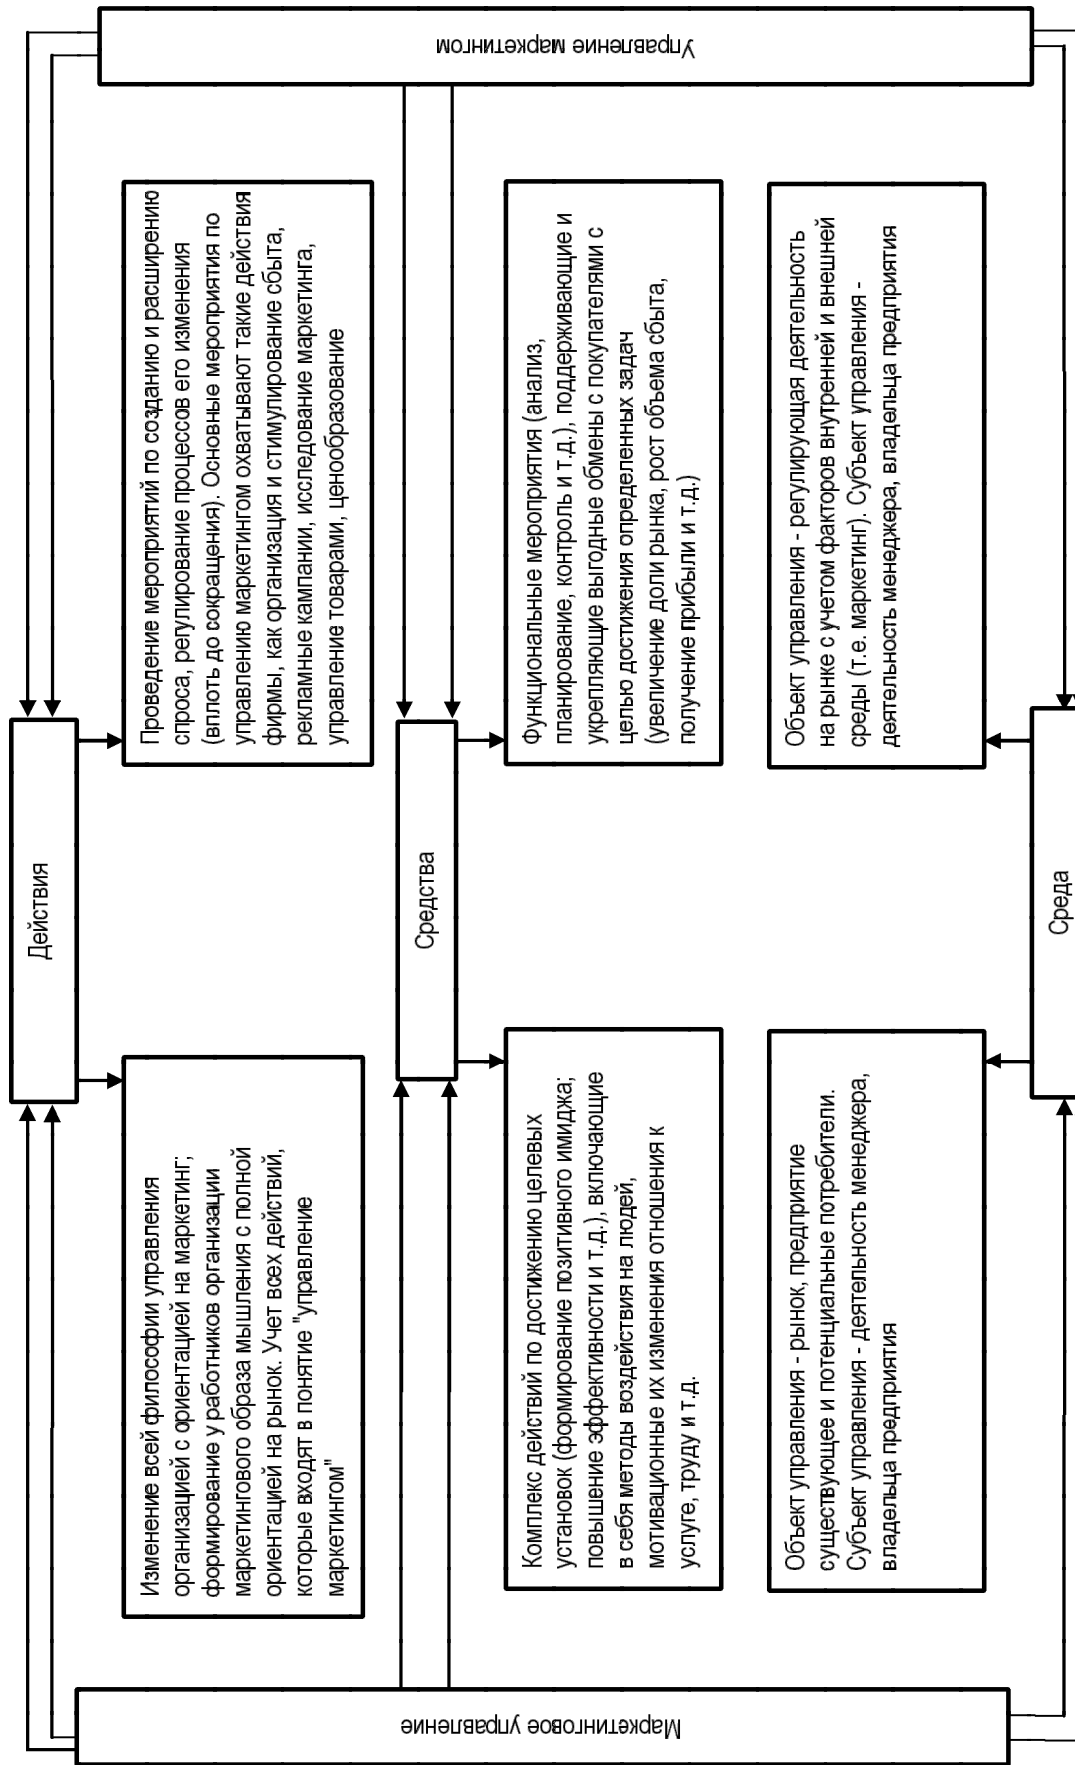 Действия
Изменение всей философии управления
организацией с ориентацией на маркетинг;
формирование у работников организации
маркетингового образа мышления с полной
ориентацией на рынок. Учет всех действий,
которые входят в понятие "управление
маркетингом"
Проведение мероприятий по созданию и расширению
спроса, регулирование процессов его изменения
(вплоть до сокращения). Основные мероприятия по
управлению маркетингом охватывают такие действия
фирмы, как организация и стимулирование сбыта,
рекламные кампании, исследование маркетинга,
управление товарами, ценообразование
Маркетинговое управление
Средства
Управление маркетингом
Комплекс действий по достижению целевых
установок (формирование позитивного имиджа;
повышение эффективности и т.д.), включающие
в себя методы воздействия на людей,
мотивационные их изменения отношения к
услуге, труду и т.д.
Функциональные мероприятия (анализ,
планирование, контроль и т.д.), поддерживающие и
укрепляющие выгодные обмены с покупателями с
целью достижения определенных задач
(увеличение доли рынка, рост объема сбыта,
получение прибыли и т.д.)
Объект управления - рынок, предприятие
существующее и потенциальные потребители.
Субъект управления - деятельность менеджера,
владельца предприятия
Объект управления - регулирующая деятельность
на рынке с учетом факторов внутренней и внешней
среды (т.е. маркетинг). Субъект управления -
деятельность менеджера, владельца предприятия
Среда